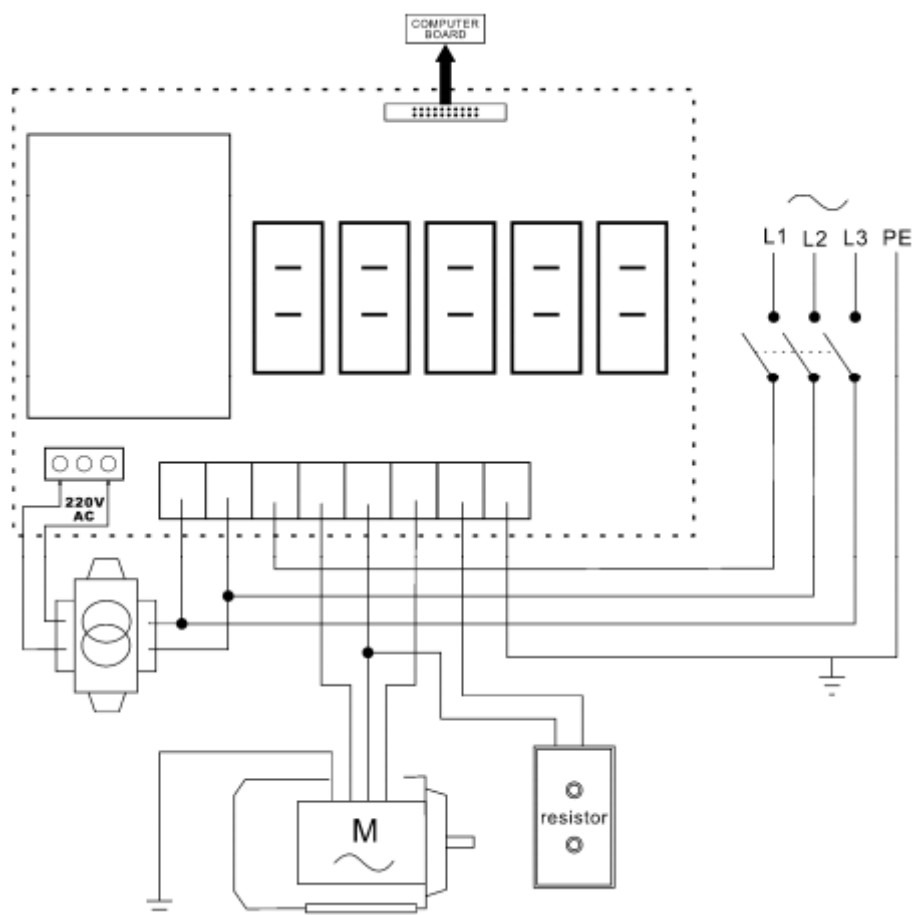 COMPUTER
BOARD
L1 L2 L3 PE
220V
AC
M
resistor